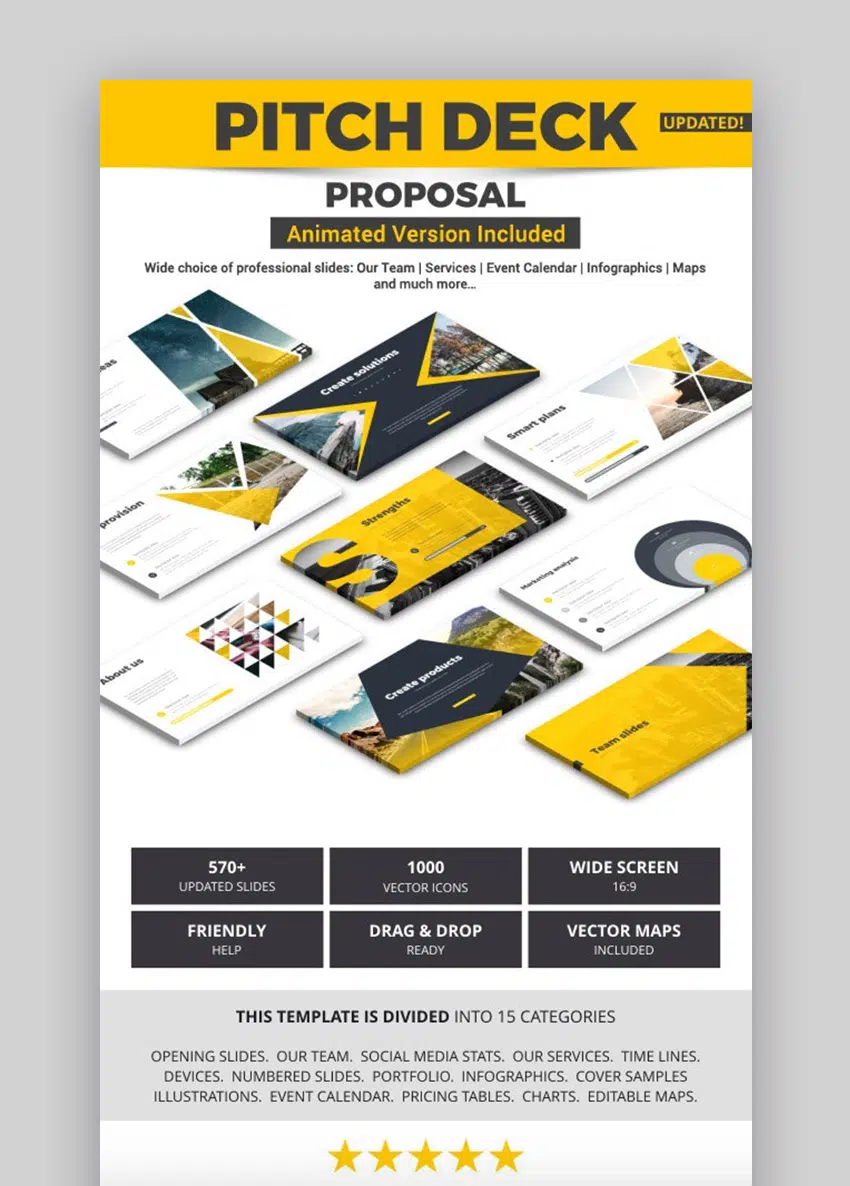 PITCH DECK
UPDATED!
PROPOSAL
Animated Version Included
Wide choice of professional slides: Our Team | Services | Event Calendar | Infographics | Maps
and much more...
Create solutions
Smart plans
provision
Strengths
S
Marketing analysis
About us
Create products
Team slides
570+
UPDATED SLIDES
1000
VECTOR ICONS
WIDE SCREEN
16:9
FRIENDLY
HELP
DRAG & DROP
READY
VECTOR MAPS
INCLUDED
THIS TEMPLATE IS DIVIDED INTO 15 CATEGORIES
OPENING SLIDES. OUR TEAM. SOCIAL MEDIA STATS. OUR SERVICES. TIME LINES.
DEVICES. NUMBERED SLIDES. PORTFOLIO. INFOGRAPHICS. COVER SAMPLES
ILLUSTRATIONS. EVENT CALENDAR. PRICING TABLES. CHARTS. EDITABLE MAPS.